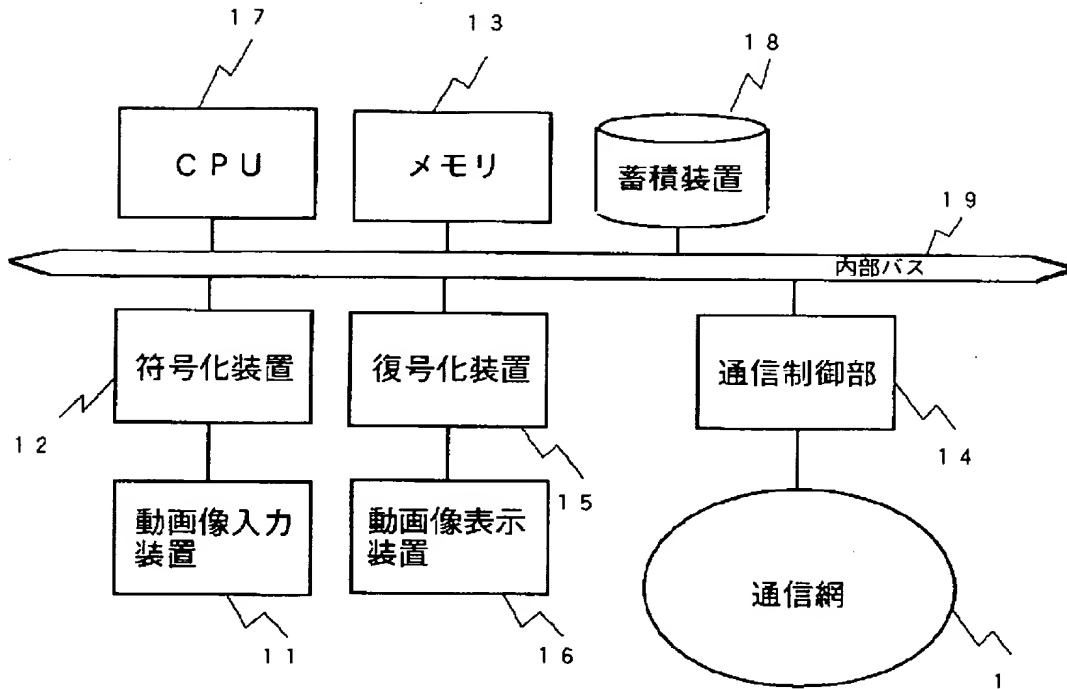 17
13
18
CPU
メモリ
蓄積装置
19
内部バス
符号化装置
復号化装置
通信制御部
12
15
14
動画像入力
装置
動画像表示
装置
通信網
11
16
1